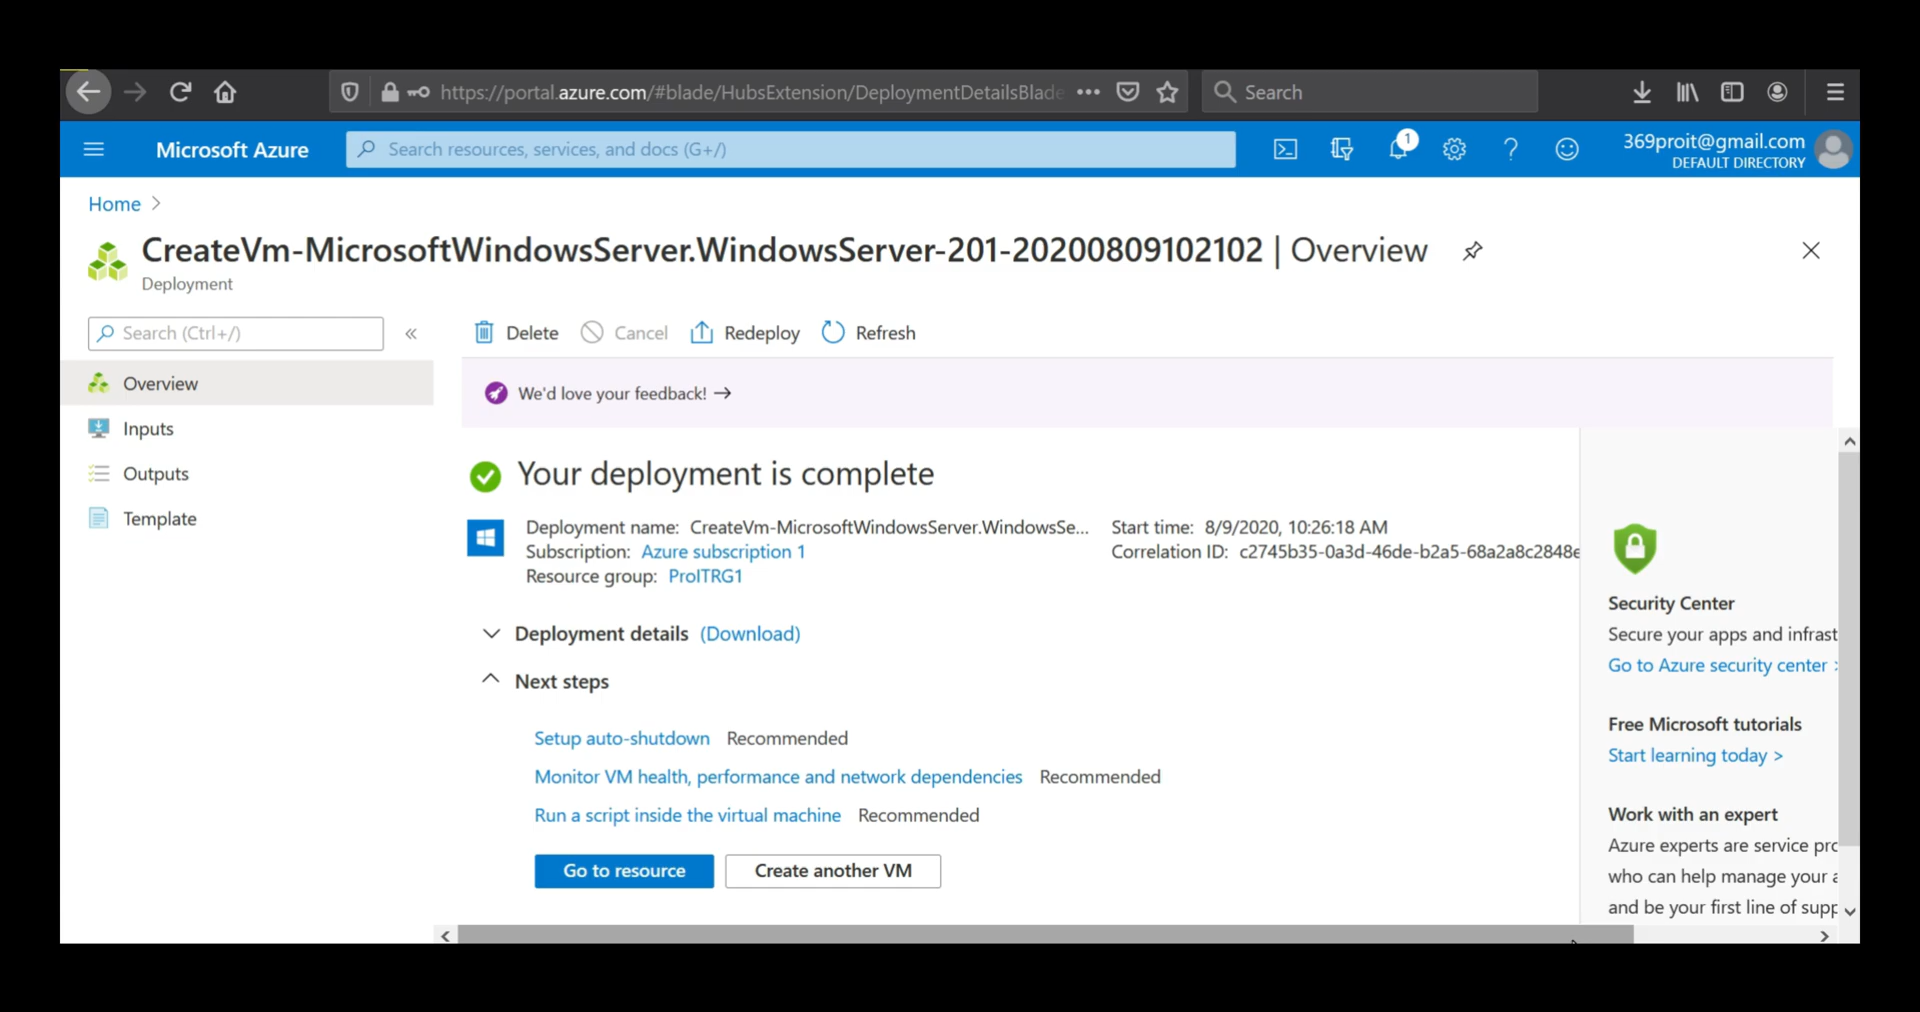 https://portal.azure.com/#blade/HubsExtension/DeploymentDetailsBlade
Search
Microsoft Azure
Search resources, services, and docs (G+/)
1
369proit@gmail.com
DEFAULT DIRECTORY
Home
CreateVm-MicrosoftWindowsServer.WindowsServer-201-20200809102102 | Overview
Deployment
Search (Ctrl+/)
Delete
Cancel
Redeploy
Refresh
Overview
Inputs
Outputs
Template
We'd love your feedback! →
Your deployment is complete
Deployment name: CreateVm-MicrosoftWindowsServer.WindowsSe...
Subscription: Azure subscription 1
Resource group: ProITRG1
Start time: 8/9/2020, 10:26:18 AM
Correlation ID: c2745b35-0a3d-46de-b2a5-68a2a8c2848e
Deployment details (Download)
Next steps
Setup auto-shutdown Recommended
Monitor VM health, performance and network dependencies Recommended
Run a script inside the virtual machine Recommended
Go to resource
Create another VM
Security Center
Secure your apps and infrast
Go to Azure security center >
Free Microsoft tutorials
Start learning today >
Work with an expert
Azure experts are service pro
who can help manage your a
and be your first line of supp